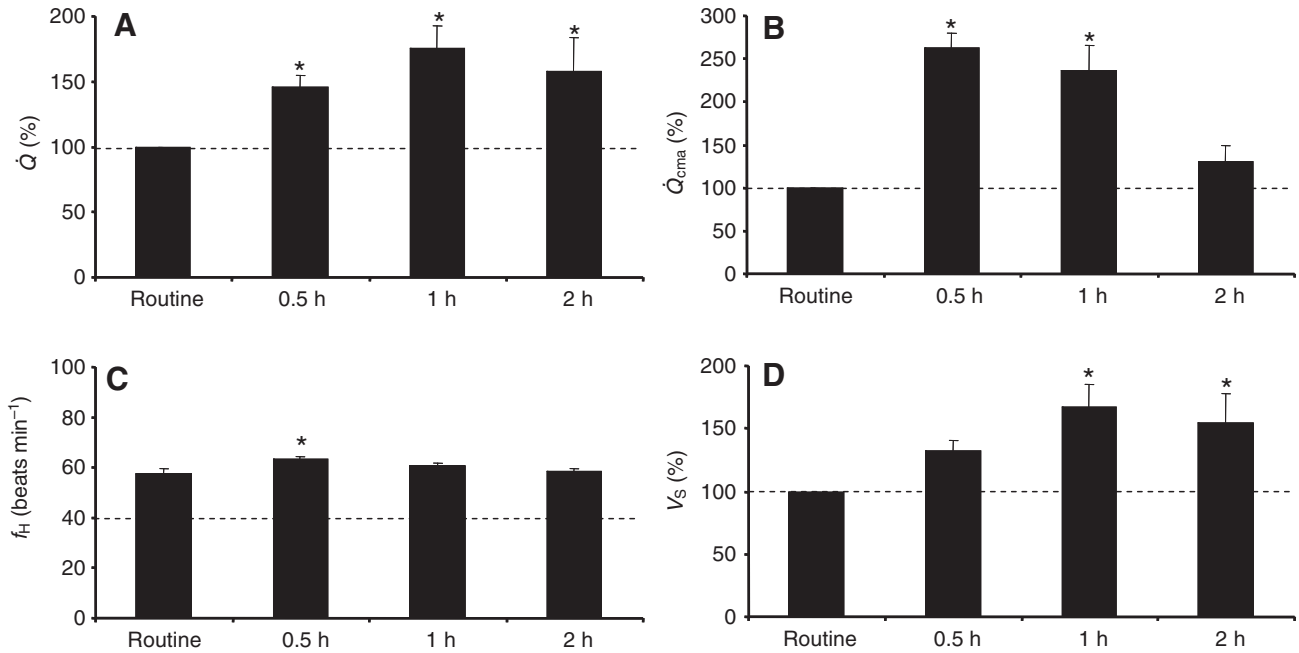 A
200
150
100
50
0
Q̇ (%)
* * *
Routine 0.5 h 1 h 2 h
B
300
250
200
150
100
50
0
Q̇cma (%)
* *
Routine 0.5 h 1 h 2 h
C
100
80
60
40
20
0
fH (beats min−1)
*
Routine 0.5 h 1 h 2 h
D
200
150
100
50
0
VS (%)
* *
Routine 0.5 h 1 h 2 h